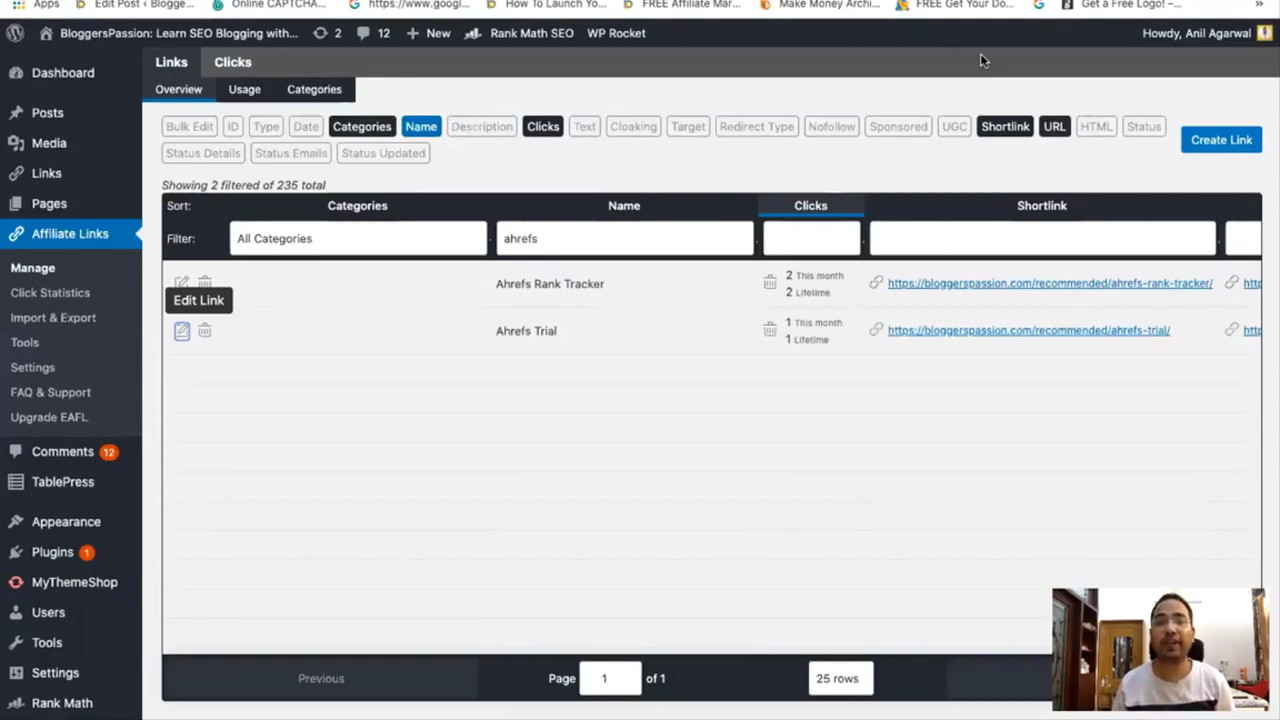 Apps Edit Post ‹ Blogge... Online CAPTCHA... https://www.googl... How To Launch Yo... FREE Affiliate Mar... Make Money Archi... FREE Get Your Do... Get a Free Logo! –... »
BloggersPassion: Learn SEO Blogging with... 2 12 + New Rank Math SEO WP Rocket Howdy, Anil Agarwal
Links Clicks
Overview Usage Categories
Bulk Edit ID Type Date Categories Name Description Clicks Text Cloaking Target Redirect Type Nofollow Sponsored UGC Shortlink URL HTML Status
Status Details Status Emails Status Updated
Create Link
Showing 2 filtered of 235 total
Sort: Categories Name Clicks Shortlink
Filter: All Categories ahrefs
Ahrefs Rank Tracker 2 This month https://bloggerspassion.com/recommended/ahrefs-rank-tracker/ http
2 Lifetime
Edit Link
Ahrefs Trial 1 This month https://bloggerspassion.com/recommended/ahrefs-trial/ http
1 Lifetime
Previous Page 1 of 1 25 rows
Dashboard
Posts
Media
Links
Pages
Affiliate Links
Manage
Click Statistics
Import & Export
Tools
Settings
FAQ & Support
Upgrade EAFL
Comments 12
TablePress
Appearance
Plugins 1
MyThemeShop
Users
Tools
Settings
Rank Math